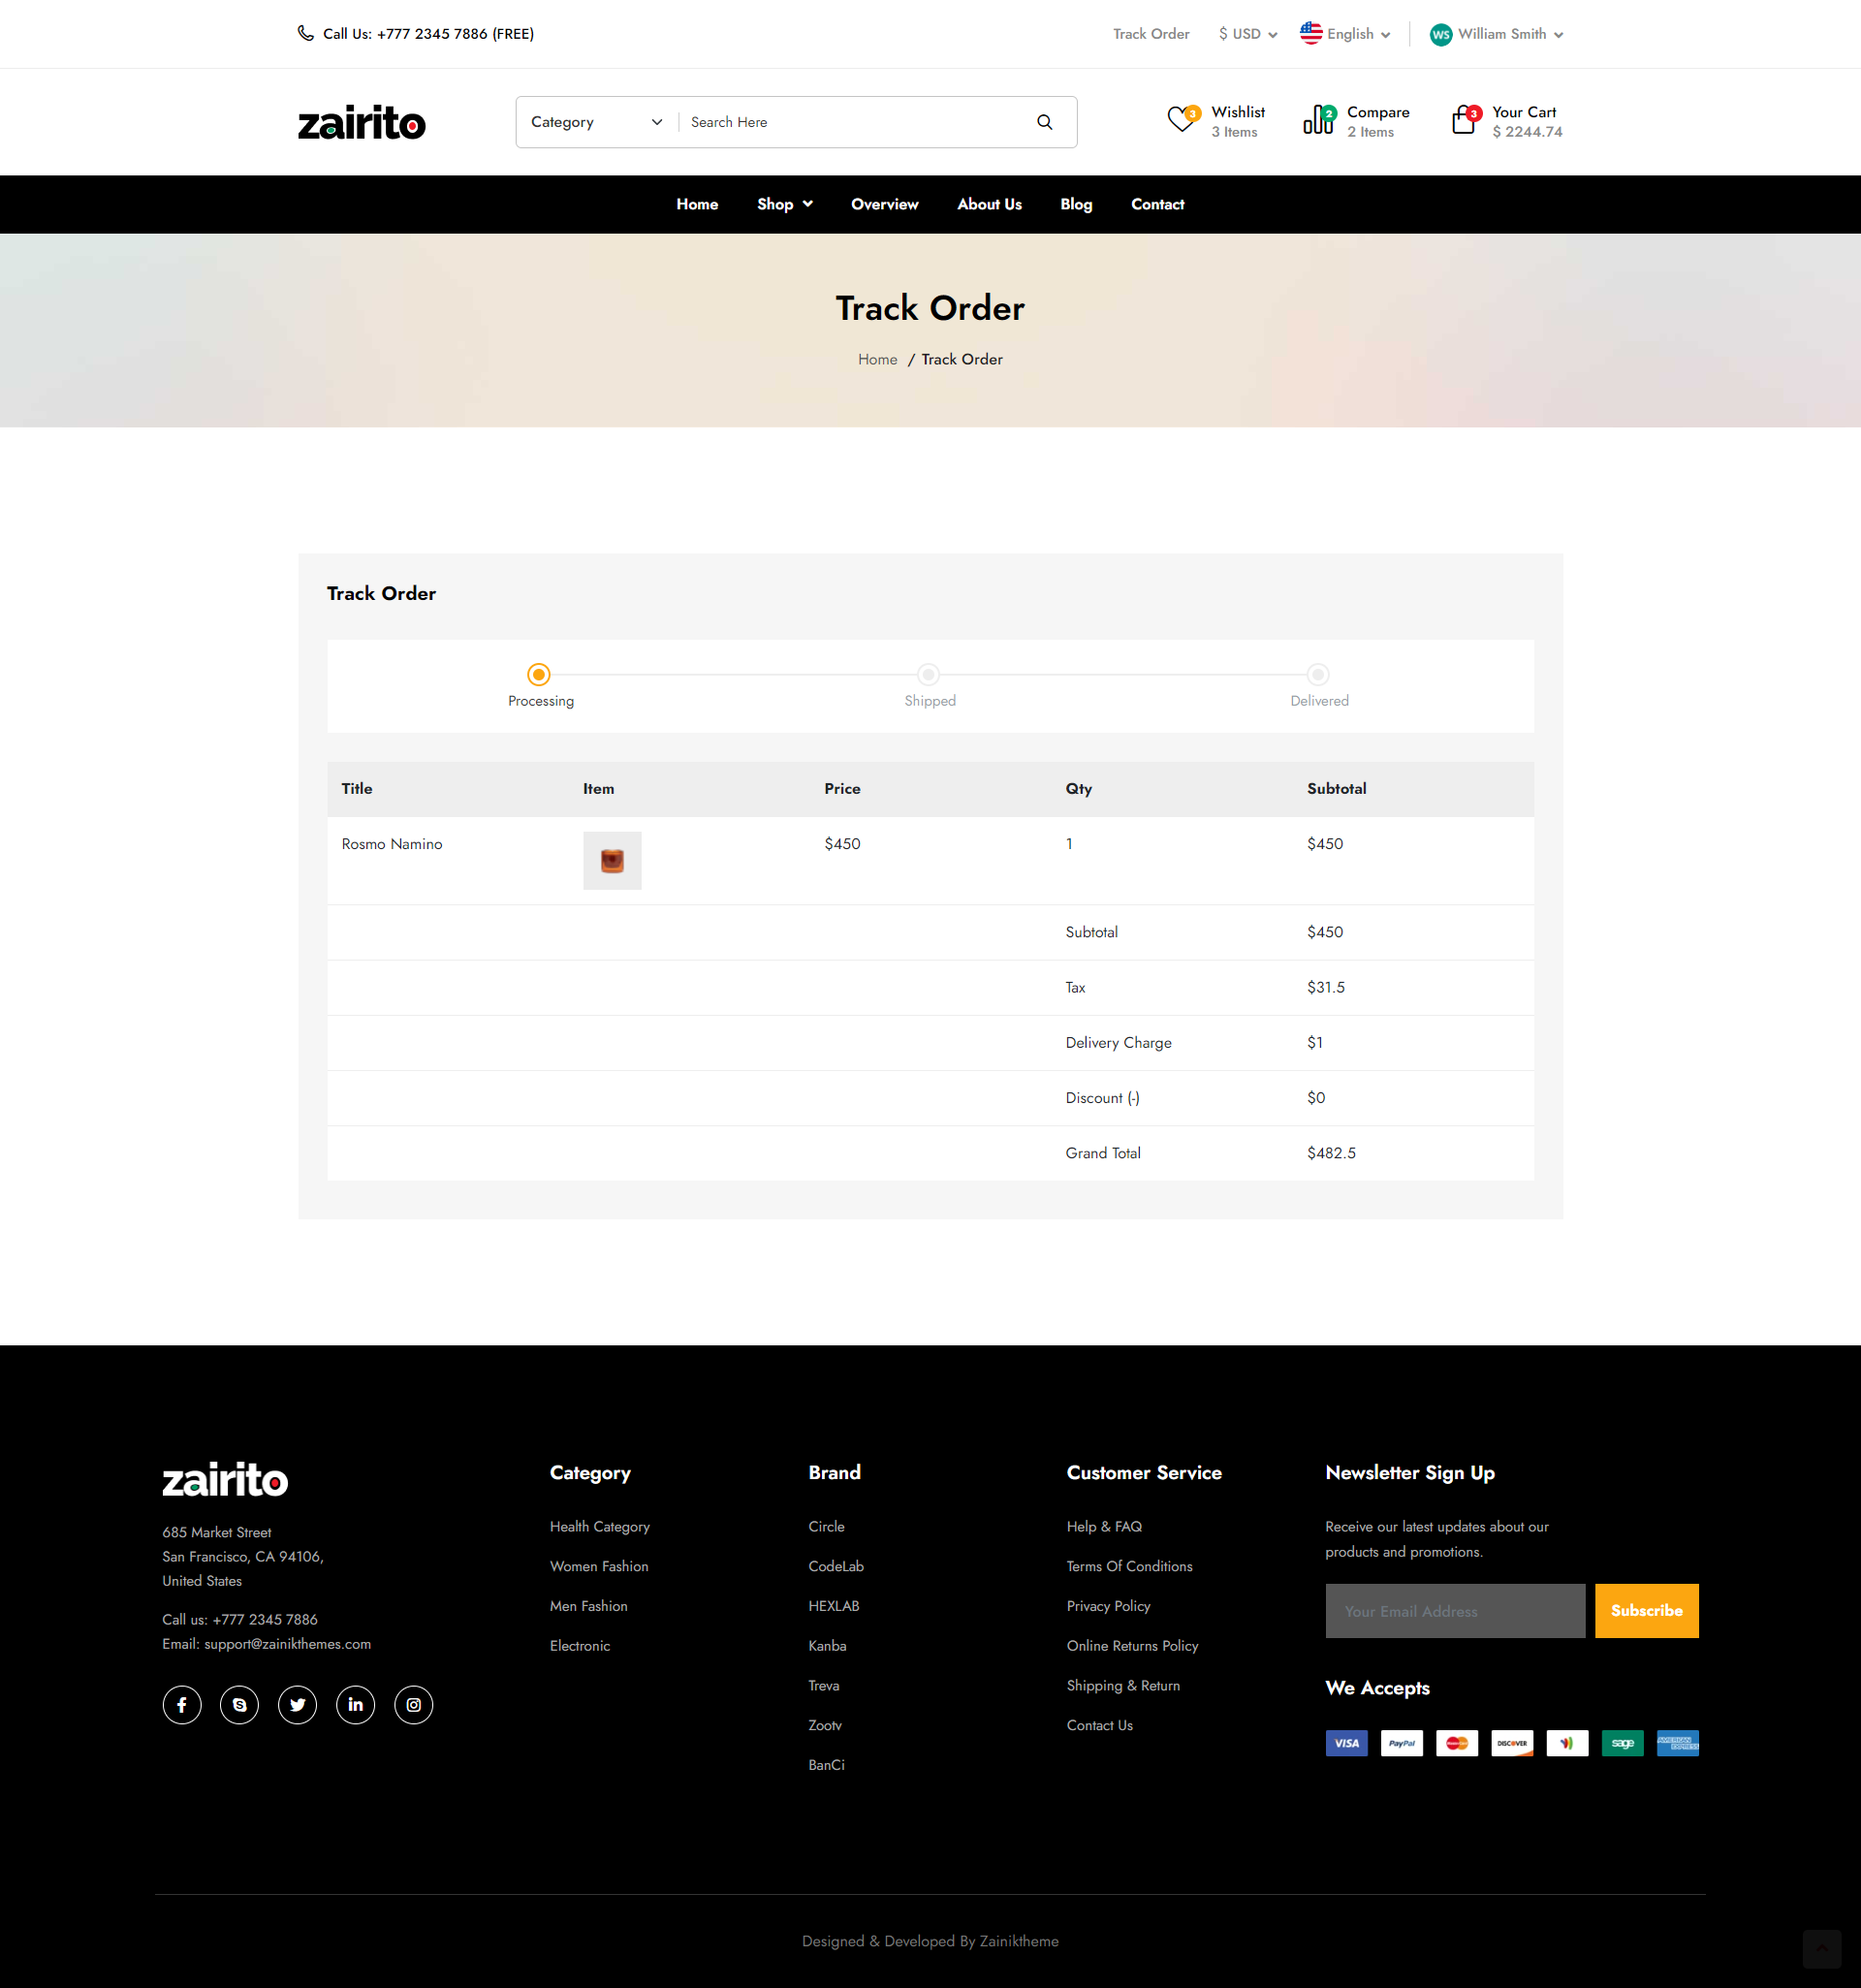 Call Us: +777 2345 7886 (FREE)
Track Order
$ USD
English
WS
William Smith
zairito
Category
Search Here
3
Wishlist
3 Items
2
Compare
2 Items
3
Your Cart
$ 2244.74
Home
Shop
Overview
About Us
Blog
Contact
Track Order
Home / Track Order
Track Order
Processing
Shipped
Delivered
Title Item Price Qty Subtotal
Rosmo Namino $450 1 $450
Subtotal $450
Tax $31.5
Delivery Charge $1
Discount (-) $0
Grand Total $482.5
zairito
685 Market Street
San Francisco, CA 94106,
United States
Call us: +777 2345 7886
Email: support@zainikthemes.com
Category
Health Category
Women Fashion
Men Fashion
Electronic
Brand
Circle
CodeLab
HEXLAB
Kanba
Treva
Zootv
BanCi
Customer Service
Help & FAQ
Terms Of Conditions
Privacy Policy
Online Returns Policy
Shipping & Return
Contact Us
Newsletter Sign Up
Receive our latest updates about our
products and promotions.
Your Email Address
Subscribe
We Accepts
VISA
PayPal
MasterCard
DISCOVER
sage
AMERICAN
EXPRESS
Designed & Developed By Zainiktheme